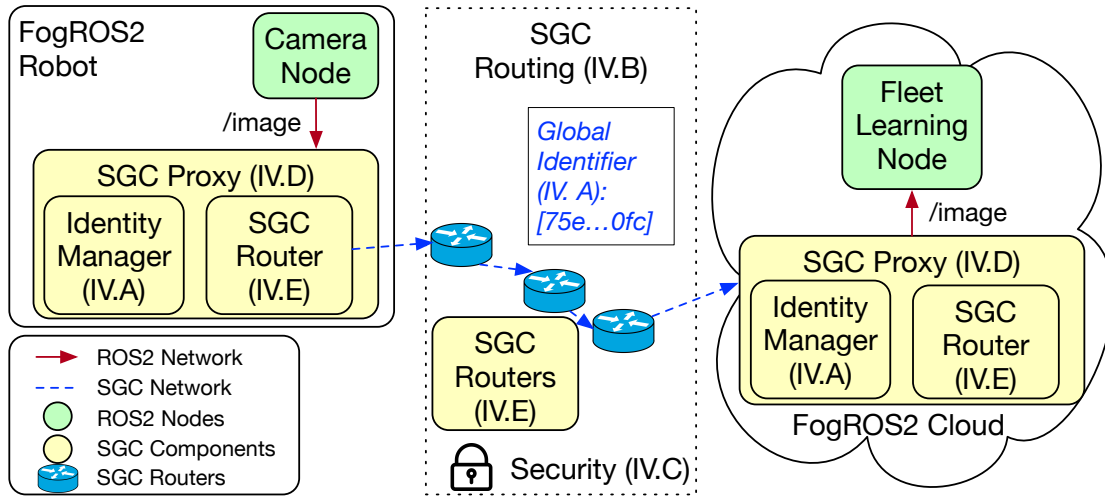 FogROS2
Robot
Camera
Node
/image
SGC Proxy (IV.D)
Identity
Manager
(IV.A)
SGC
Router
(IV.E)
ROS2 Network
SGC Network
ROS2 Nodes
SGC Components
SGC Routers
SGC
Routing (IV.B)
Global
Identifier
(IV. A):
[75e…0fc]
SGC
Routers
(IV.E)
Security (IV.C)
Fleet
Learning
Node
/image
SGC Proxy (IV.D)
Identity
Manager
(IV.A)
SGC
Router
(IV.E)
FogROS2 Cloud